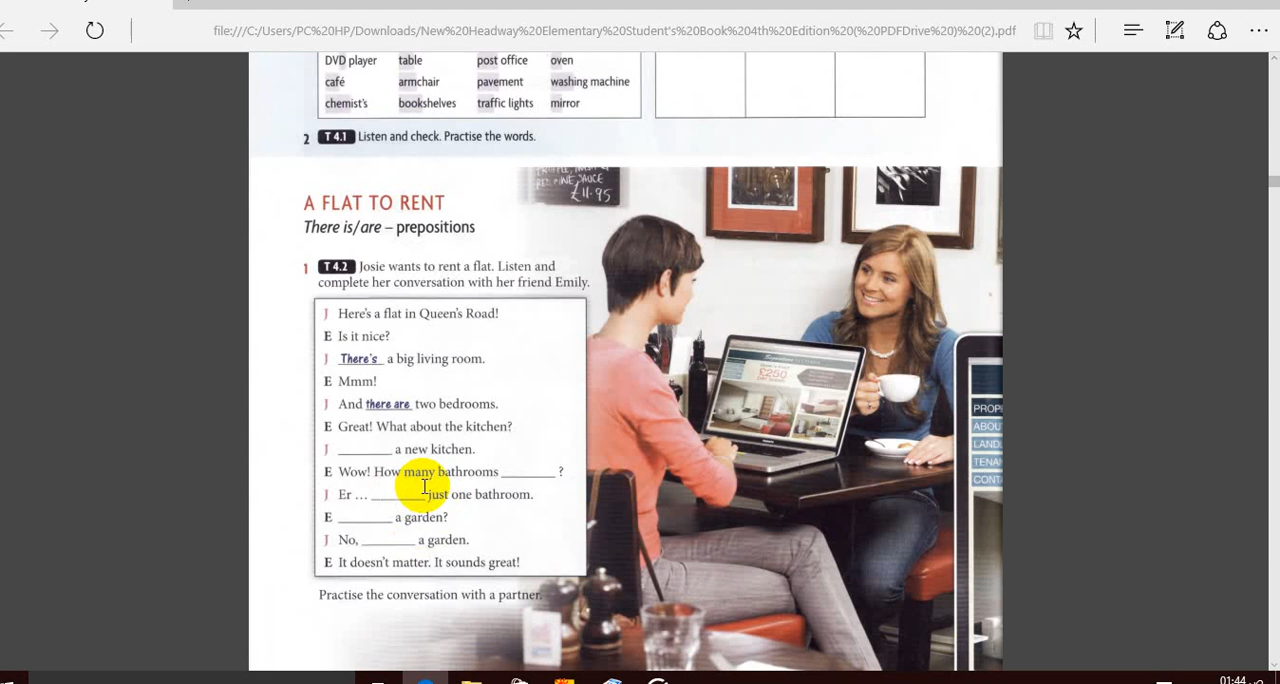 file:///C:/Users/PC%20HP/Downloads/New%20Headway%20Elementary%20Student's%20Book%204th%20Edition%20(%20PDFDrive%20)%20(2).pdf
DVD player table post office oven
café armchair pavement washing machine
chemist's bookshelves traffic lights mirror
2 T 4.1 Listen and check. Practise the words.
£11.95
A FLAT TO RENT
There is/are – prepositions
1 T 4.2 Josie wants to rent a flat. Listen and
complete her conversation with her friend Emily.
J Here's a flat in Queen's Road!
E Is it nice?
J There's a big living room.
E Mmm!
J And there are two bedrooms.
E Great! What about the kitchen?
J ________ a new kitchen.
E Wow! How many bathrooms ________ ?
J Er … ________ just one bathroom.
E ________ a garden?
J No, ________ a garden.
E It doesn't matter. It sounds great!
Practise the conversation with a partner.
£250
PROP
ABOU
LAND
TENA
CONT
01:44